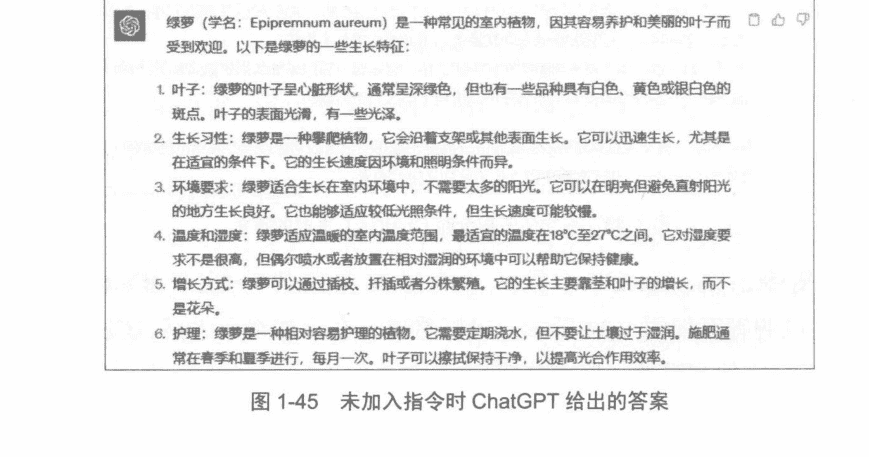 绿萝（学名：Epipremnum aureum）是一种常见的室内植物，因其容易养护和美丽的叶子而
受到欢迎。以下是绿萝的一些生长特征：
1. 叶子：绿萝的叶子呈心脏形状，通常呈深绿色，但也有一些品种具有白色、黄色或银白色的
斑点。叶子的表面光滑，有一些光泽。
2. 生长习性：绿萝是一种攀爬植物，它会沿着支架或其他表面生长。它可以迅速生长，尤其是
在适宜的条件下。它的生长速度因环境和照明条件而异。
3. 环境要求：绿萝适合生长在室内环境中，不需要太多的阳光。它可以在明亮但避免直射阳光
的地方生长良好。它也能够适应较低光照条件，但生长速度可能较慢。
4. 温度和湿度：绿萝适应温暖的室内温度范围，最适宜的温度在18°C至27°C之间。它对湿度要
求不是很高，但偶尔喷水或者放置在相对湿润的环境中可以帮助它保持健康。
5. 增长方式：绿萝可以通过插枝、扦插或者分株繁殖。它的生长主要靠茎和叶子的增长，而不
是花朵。
6. 护理：绿萝是一种相对容易护理的植物。它需要定期浇水，但不要让土壤过于湿润。施肥通
常在春季和夏季进行，每月一次。叶子可以擦拭保持干净，以提高光合作用效率。
图 1-45 未加入指令时 ChatGPT 给出的答案